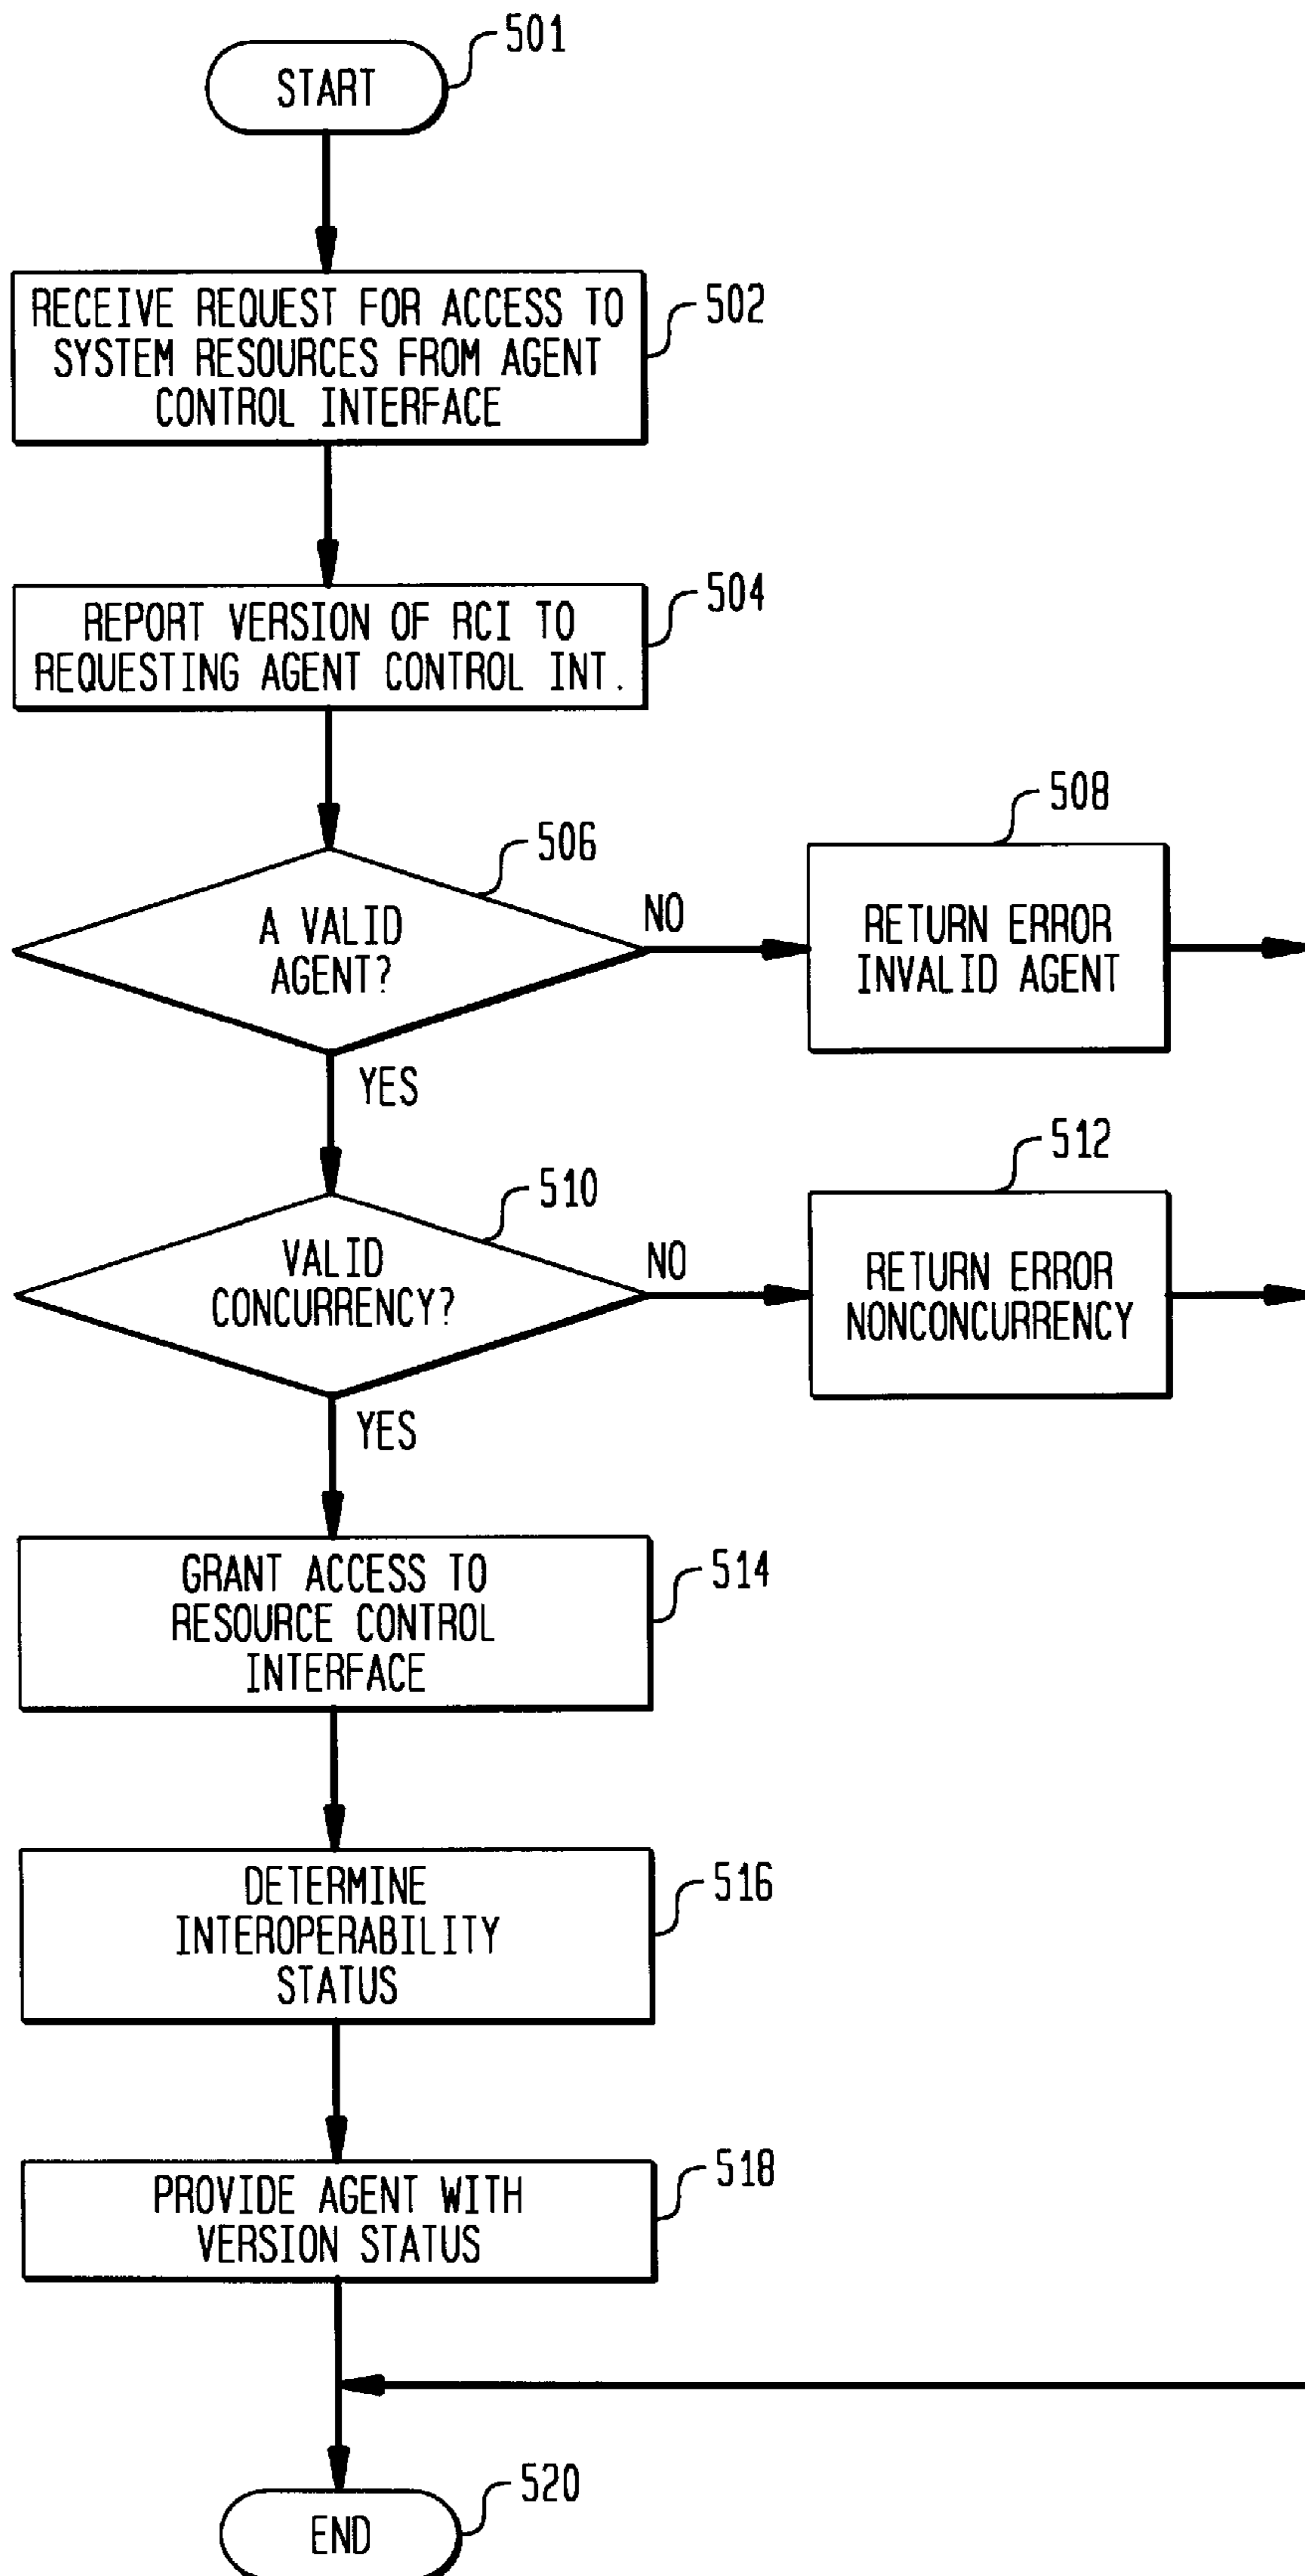 501
START
502
RECEIVE REQUEST FOR ACCESS TO
SYSTEM RESOURCES FROM AGENT
CONTROL INTERFACE
504
REPORT VERSION OF RCI TO
REQUESTING AGENT CONTROL INT.
506
A VALID
AGENT?
NO
508
RETURN ERROR
INVALID AGENT
YES
510
VALID
CONCURRENCY?
NO
512
RETURN ERROR
NONCONCURRENCY
YES
514
GRANT ACCESS TO
RESOURCE CONTROL
INTERFACE
516
DETERMINE
INTEROPERABILITY
STATUS
518
PROVIDE AGENT WITH
VERSION STATUS
520
END